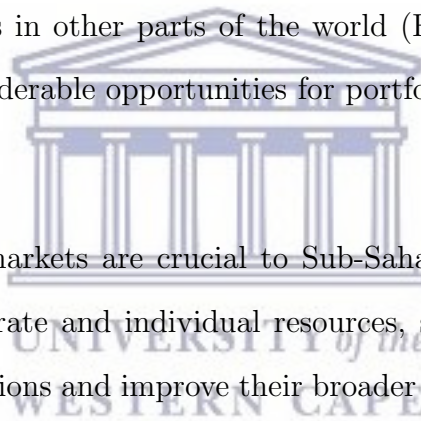 s in other parts of the world (
derable opportunities for portfo
markets are crucial to Sub-Saha
rate and individual resources, s
UNIVERSITY of the
ions and improve their broader
WESTERN CAPE